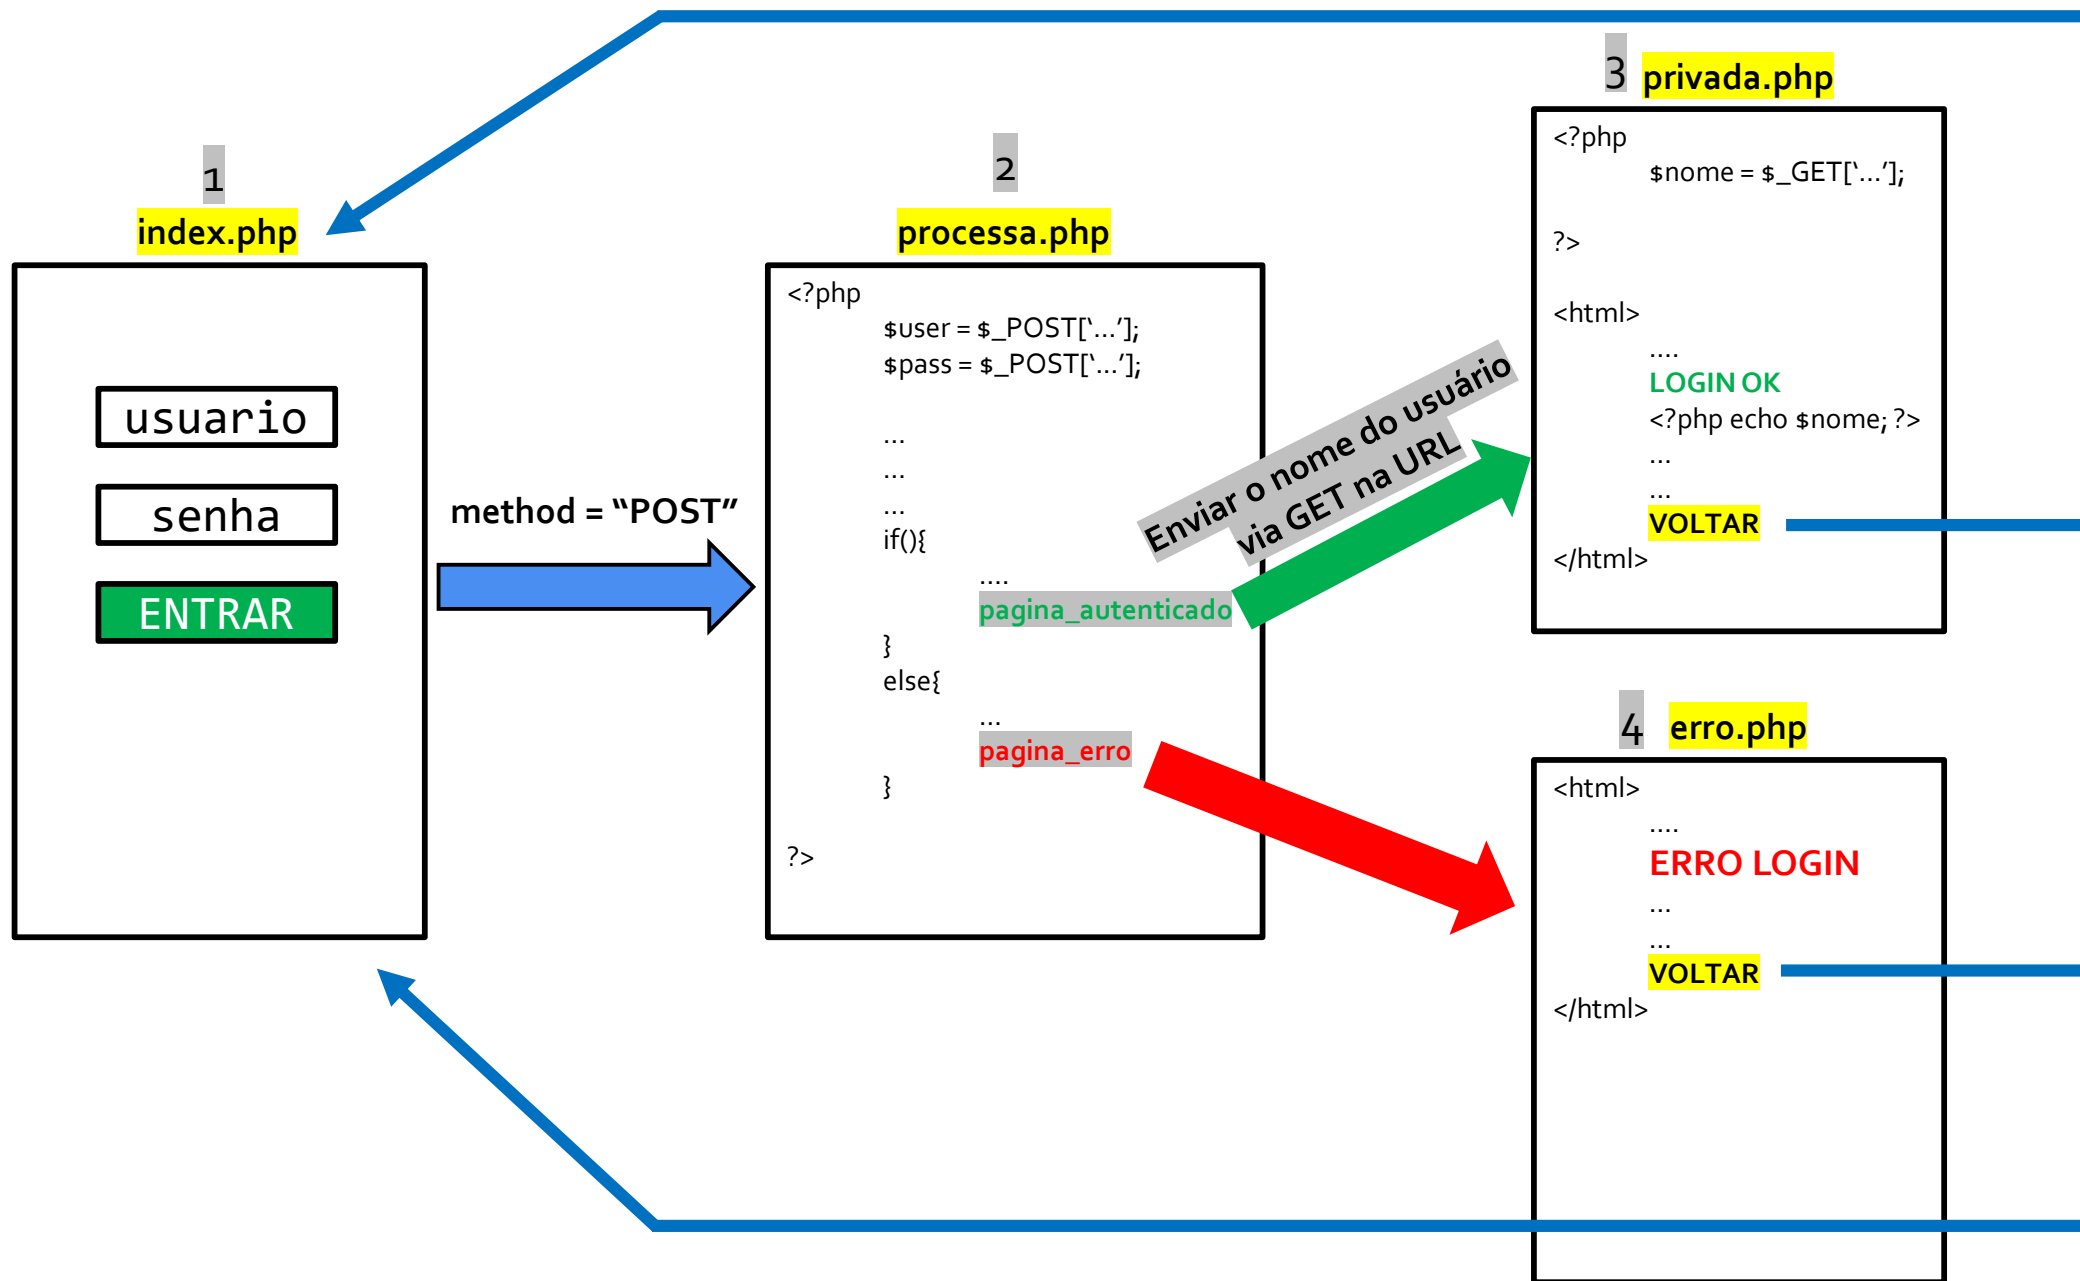 1
index.php
usuario
senha
ENTRAR
method = “POST”
2
processa.php
<?php
$user = $_POST[‘...’];
$pass = $_POST[‘...’];
...
...
...
if(){
....
pagina_autenticado
}
else{
...
pagina_erro
}
?>
Enviar o nome do usuário
via GET na URL
3 privada.php
<?php
$nome = $_GET[‘...’];
?>
<html>
....
LOGIN OK
<?php echo $nome; ?>
...
...
VOLTAR
</html>
4 erro.php
<html>
....
ERRO LOGIN
...
...
VOLTAR
</html>